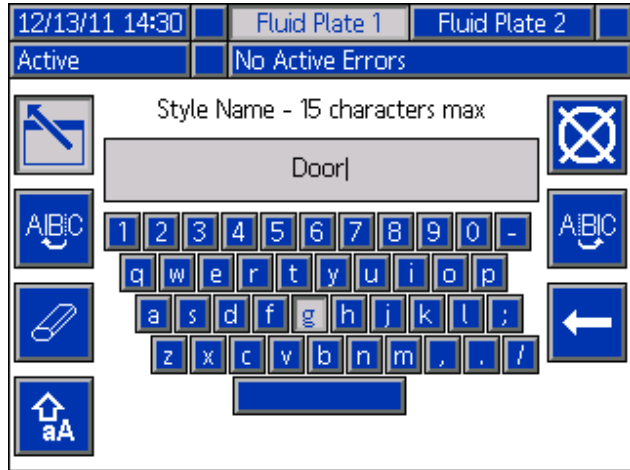 12/13/11 14:30 Fluid Plate 1 Fluid Plate 2
Active No Active Errors
Style Name - 15 characters max
Door
ABC ABC
1 2 3 4 5 6 7 8 9 0 -
q w e r t y u i o p
a s d f g h j k l ;
z x c v b n m , . /
aA